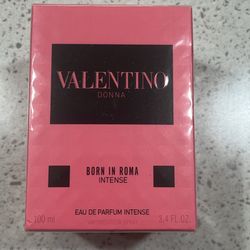 VALENTINO
DONNA
BORN IN ROMA
INTENSE
EAU DE PARFUM INTENSE
100 ml 3,4 FL.OZ.